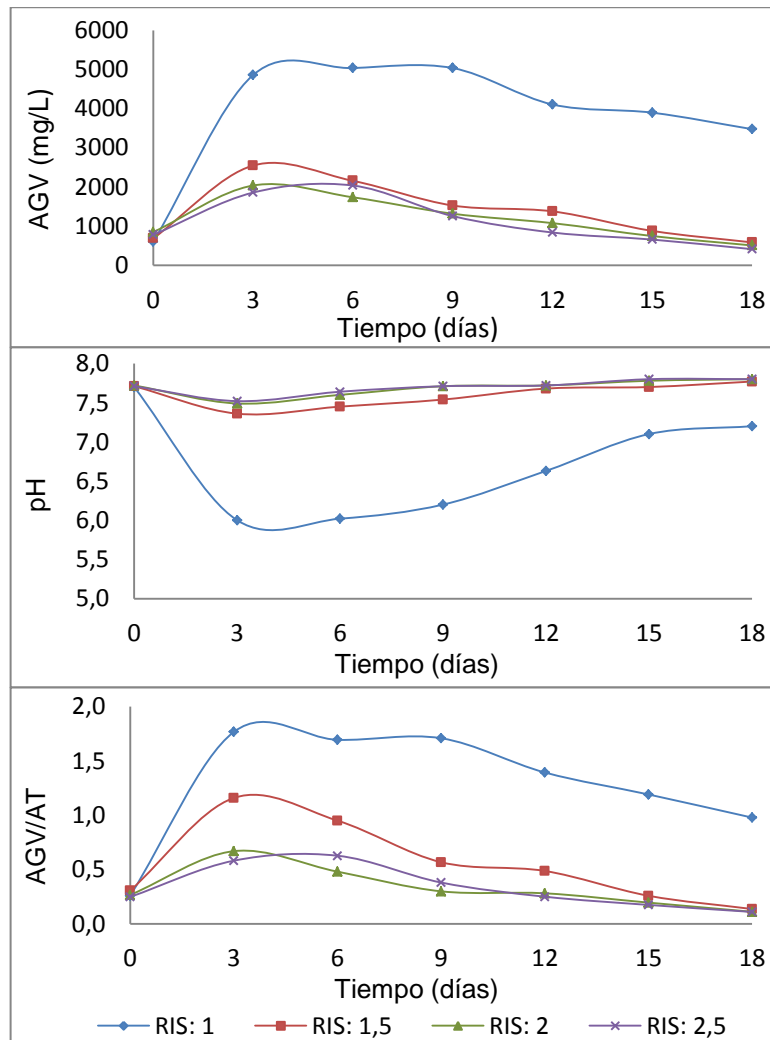 AGV (mg/L)
6000
5000
4000
3000
2000
1000
0
0 3 6 9 12 15 18
Tiempo (días)
pH
8,0
7,5
7,0
6,5
6,0
5,5
5,0
0 3 6 9 12 15 18
Tiempo (días)
AGV/AT
2,0
1,5
1,0
0,5
0,0
0 3 6 9 12 15 18
Tiempo (días)
RIS: 1 RIS: 1,5 RIS: 2 RIS: 2,5